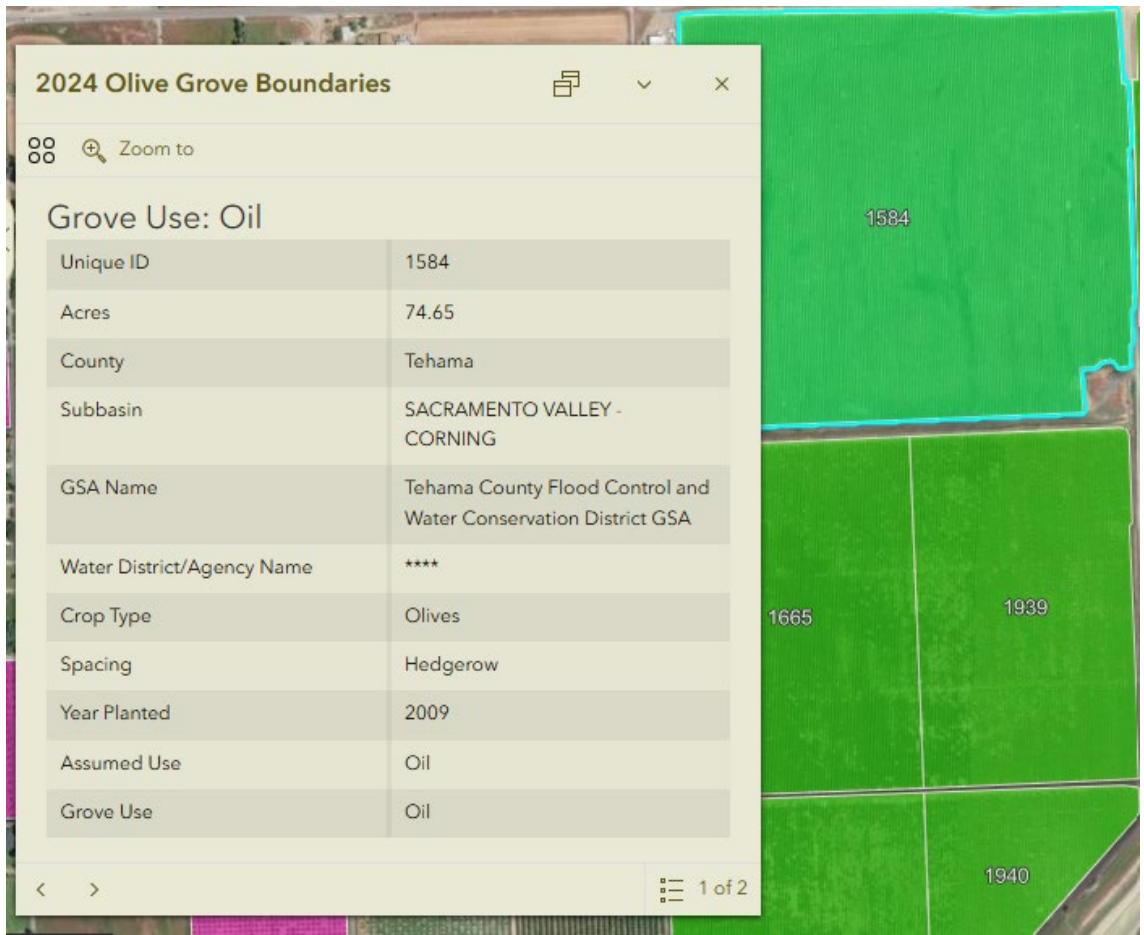 2024 Olive Grove Boundaries
Zoom to
Grove Use: Oil
Unique ID 1584
Acres 74.65
County Tehama
Subbasin SACRAMENTO VALLEY -
CORNING
GSA Name Tehama County Flood Control and
Water Conservation District GSA
Water District/Agency Name ****
Crop Type Olives
Spacing Hedgerow
Year Planted 2009
Assumed Use Oil
Grove Use Oil
1 of 2
1584
1665
1939
1940